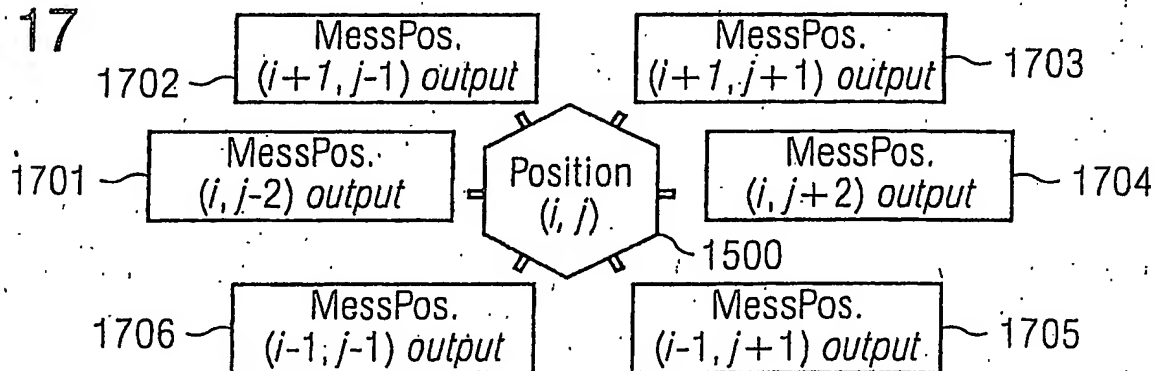 17
1702
MessPos.
(i+1, j-1) output
MessPos.
(i+1, j+1) output
1703
1701
MessPos.
(i, j-2) output
Position
(i, j)
MessPos.
(i, j+2) output
1704
1500
1706
MessPos.
(i-1; j-1) output
MessPos.
(i-1, j+1) output
1705